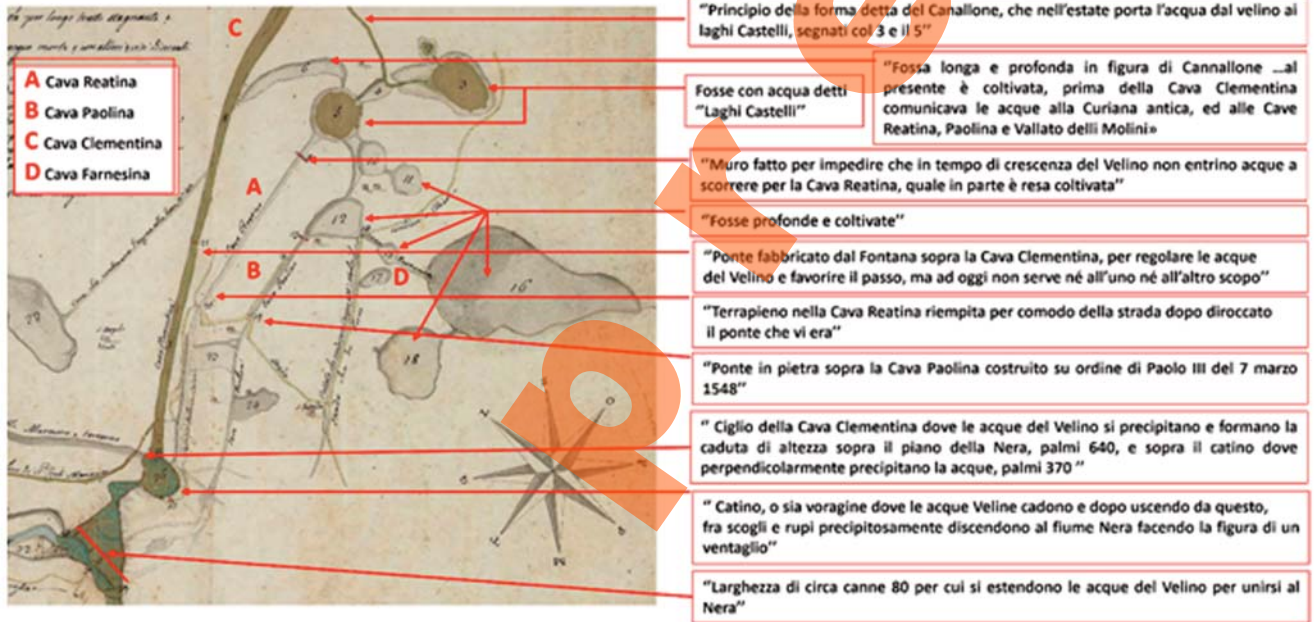 C
A Cava Reatina
B Cava Paolina
C Cava Clementina
D Cava Farnesina
A
B
D
3
5
6
10
11
12
16
18
20
"Principio della forma detta del Canallone, che nell'estate porta l'acqua dal velino ai
laghi Castelli, segnati col 3 e il 5"
"Fossa longa e profonda in figura di Cannallone ...al
presente è coltivata, prima della Cava Clementina
comunicava le acque alla Curiana antica, ed alle Cave
Reatina, Paolina e Vallato delli Molini»
Fosse con acqua detti
"Laghi Castelli"
"Muro fatto per impedire che in tempo di crescenza del Velino non entrino acque a
scorrere per la Cava Reatina, quale in parte è resa coltivata"
"Fosse profonde e coltivate"
"Ponte fabbricato dal Fontana sopra la Cava Clementina, per regolare le acque
del Velino e favorire il passo, ma ad oggi non serve né all'uno né all'altro scopo"
"Terrapieno nella Cava Reatina riempita per comodo della strada dopo diroccato
il ponte che vi era"
"Ponte in pietra sopra la Cava Paolina costruito su ordine di Paolo III del 7 marzo
1548"
" Ciglio della Cava Clementina dove le acque del Velino si precipitano e formano la
caduta di altezza sopra il piano della Nera, palmi 640, e sopra il catino dove
perpendicolarmente precipitano la acque, palmi 370 "
" Catino, o sia voragine dove le acque Veline cadono e dopo uscendo da questo,
fra scogli e rupi precipitosamente discendono al fiume Nera facendo la figura di un
ventaglio"
"Larghezza di circa canne 80 per cui si estendono le acque del Velino per unirsi al
Nera"